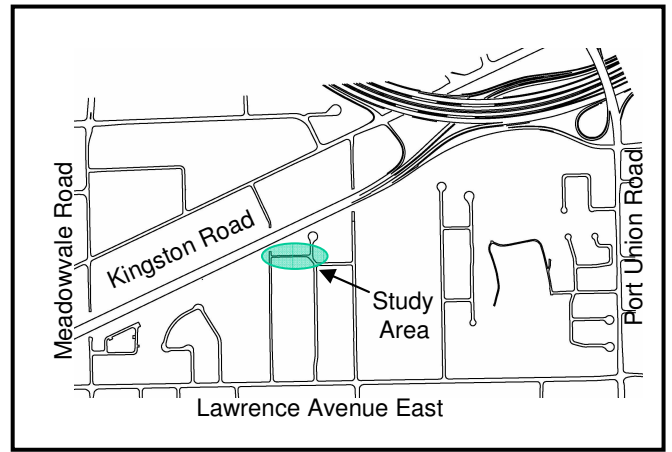 Meadowvale Road
Kingston Road
Port Union Road
Study
Area
Lawrence Avenue East